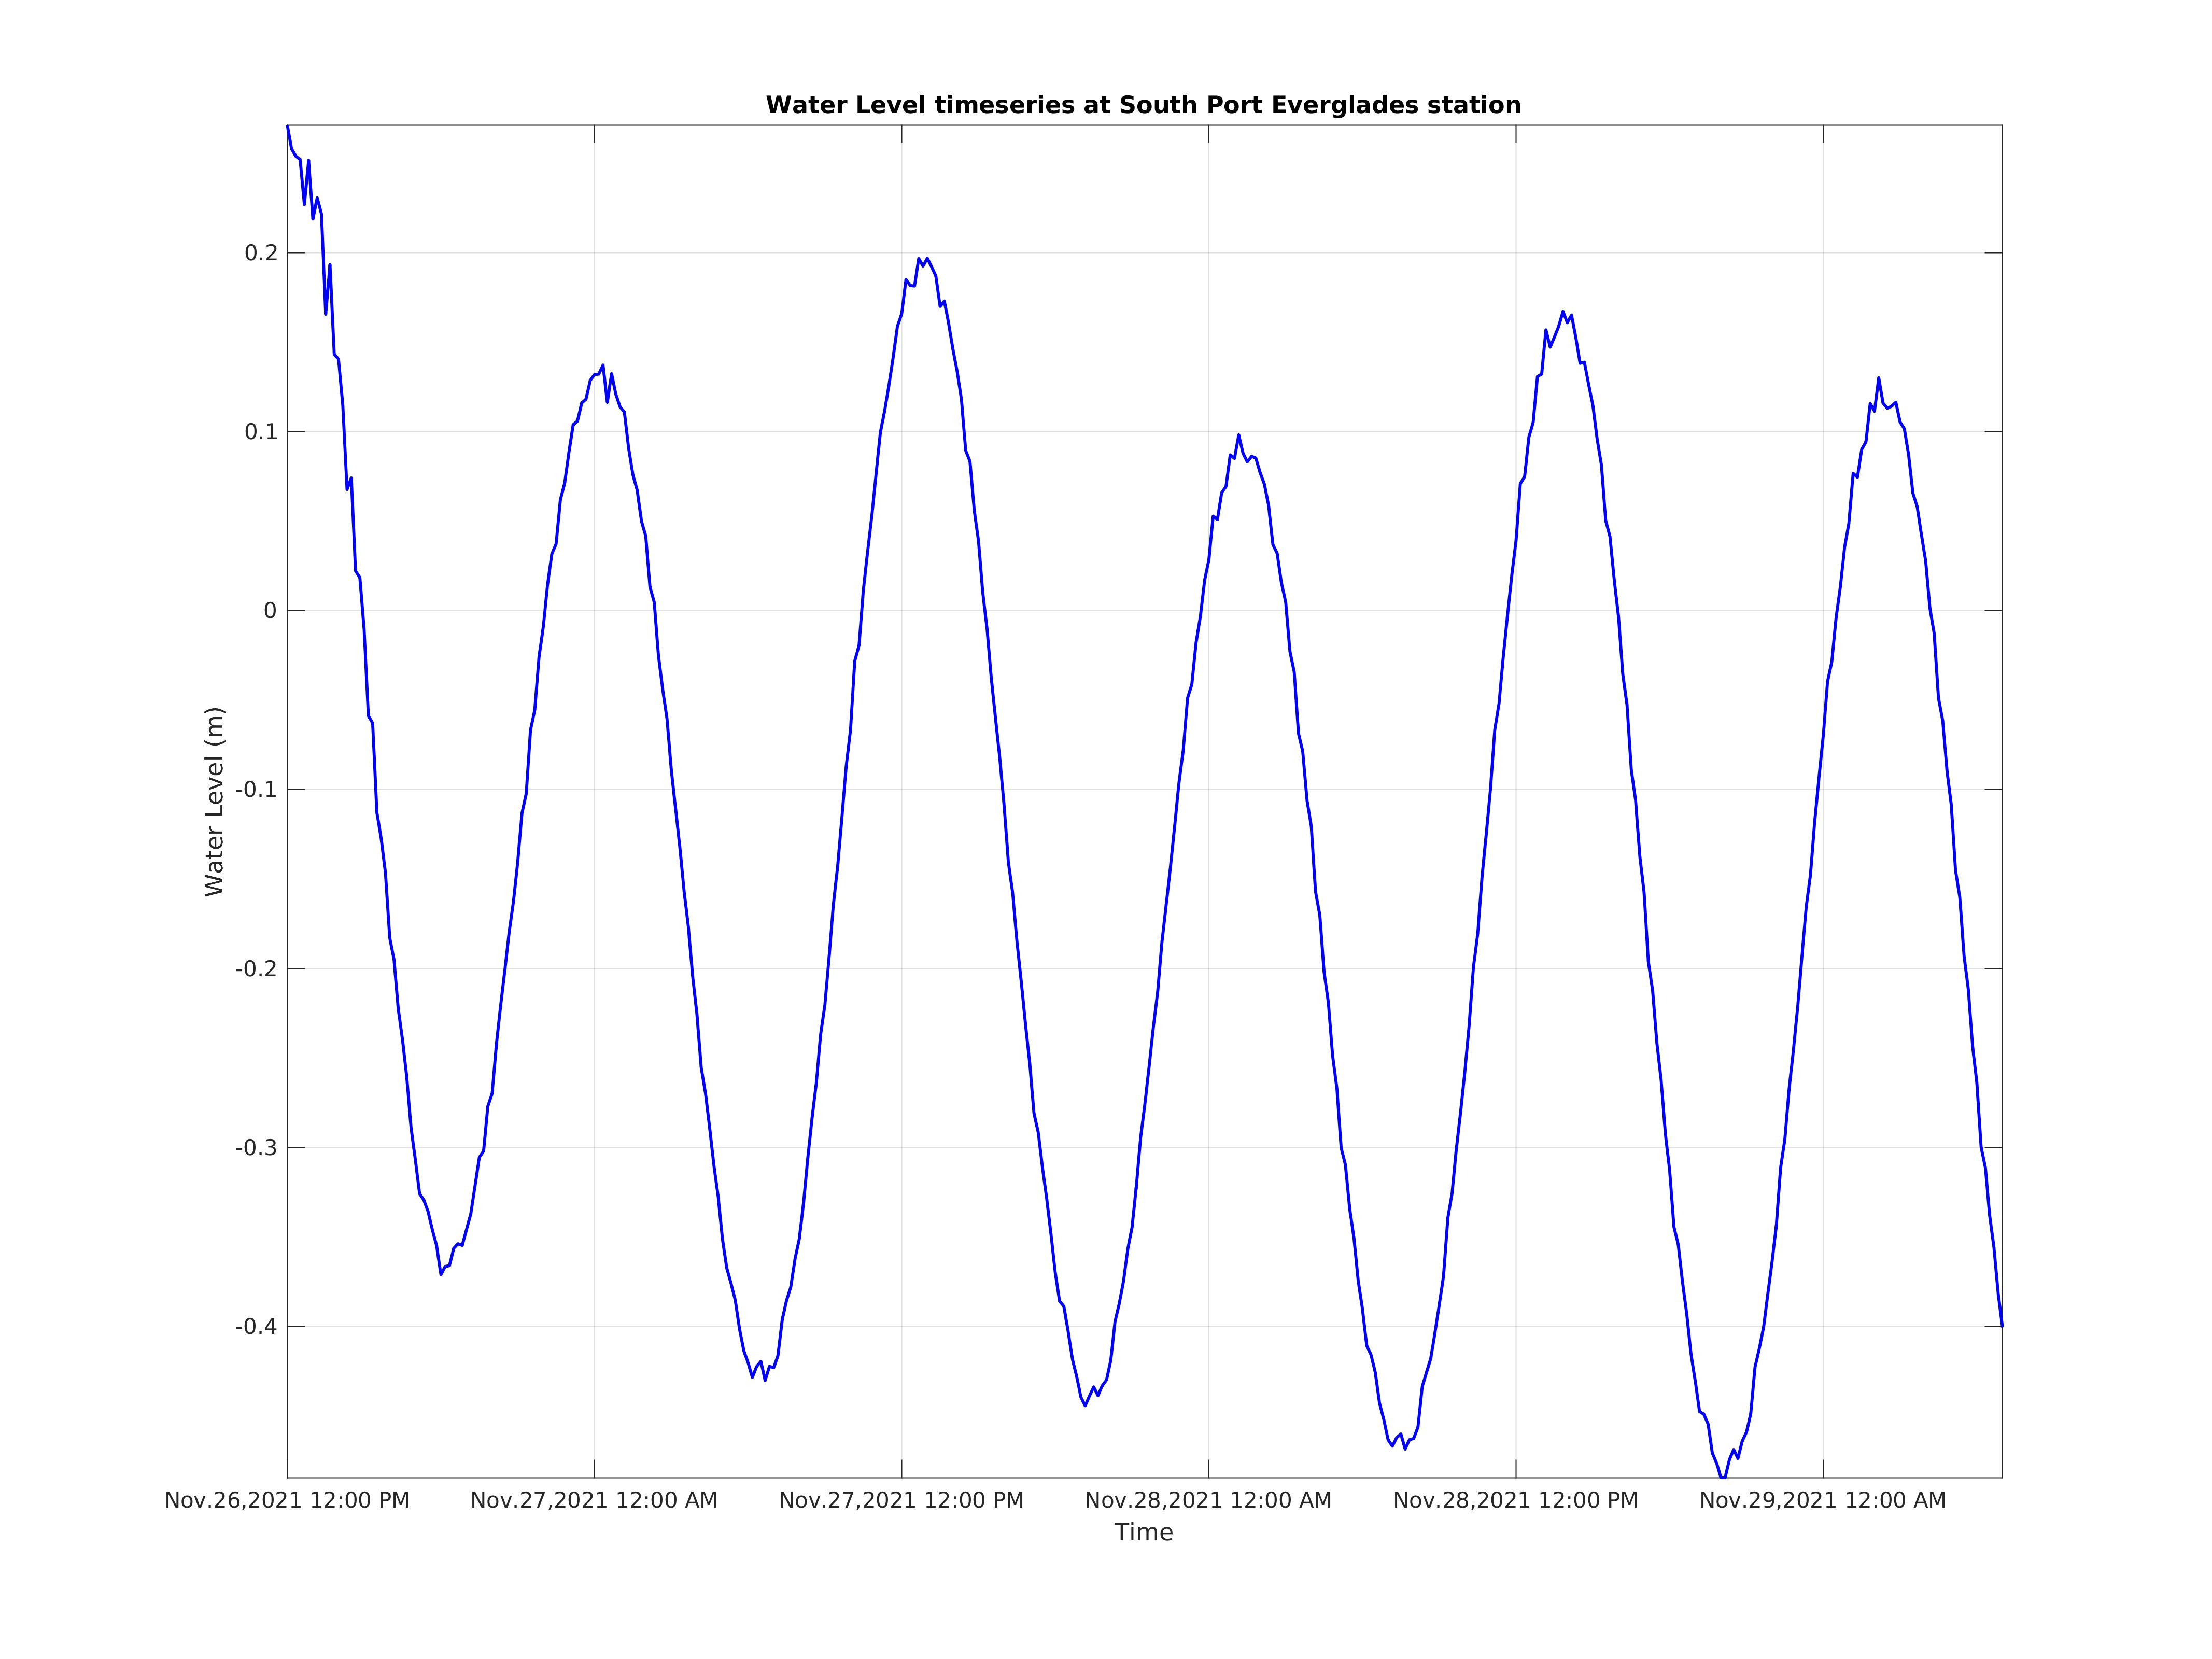 Water Level timeseries at South Port Everglades station
Water Level (m)
0.2
0.1
0
-0.1
-0.2
-0.3
-0.4
Nov.26,2021 12:00 PM
Nov.27,2021 12:00 AM
Nov.27,2021 12:00 PM
Nov.28,2021 12:00 AM
Nov.28,2021 12:00 PM
Nov.29,2021 12:00 AM
Time